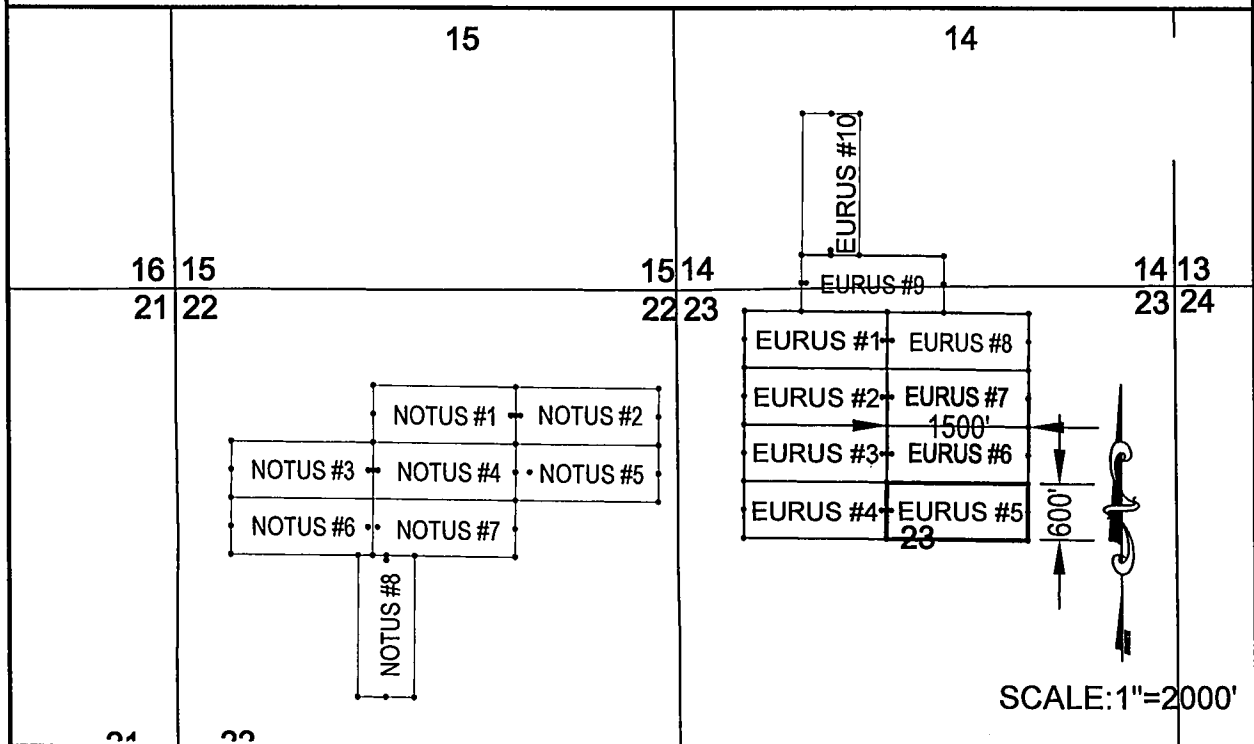 15
14
EURUS #10
16 15
15 14
14 13
21 22
22 23
23 24
EURUS #9
EURUS #1
EURUS #8
EURUS #2
EURUS #7
1500'
NOTUS #1
NOTUS #2
EURUS #3
EURUS #6
NOTUS #3
NOTUS #4
NOTUS #5
EURUS #4
EURUS #5
600'
23
NOTUS #6
NOTUS #7
NOTUS #8
SCALE:1"=2000'
21
22